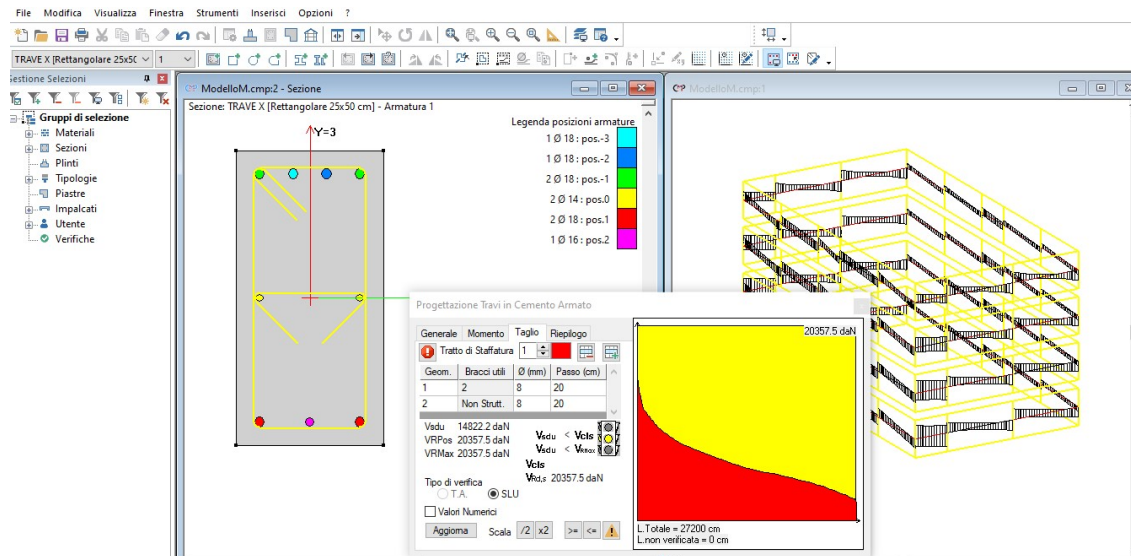 File Modifica Visualizza Finestra Strumenti Inserisci Opzioni ?
TRAVE X [Rettangolare 25x5( 1
Gestione Selezioni
Gruppi di selezione
Materiali
Sezioni
Plinti
Tipologie
Piastre
Impalcati
Utente
Verifiche
ModelloM.cmp:2 - Sezione
Sezione: TRAVE X [Rettangolare 25x50 cm] - Armatura 1
Y=3
Legenda posizioni armature
1 Ø 18 : pos.-3
1 Ø 18 : pos.-2
2 Ø 18 : pos.-1
2 Ø 14 : pos.0
2 Ø 18 : pos.1
1 Ø 16 : pos.2
ModelloM.cmp:1
Progettazione Travi in Cemento Armato
Generale Momento Taglio Riepilogo
Tratto di Staffatura 1
Geom. Bracci utili Ø (mm) Passo (cm)
1 2 8 20
2 Non Strutt. 8 20
Vsdu 14822.2 daN
VRPos 20357.5 daN
VRMax 20357.5 daN
Vsdu < Vcls
Vsdu < VRmax
Vcls
VRd,s 20357.5 daN
Tipo di verifica
T.A. SLU
Valori Numerici
Aggiorna Scala /2 x2 >= <=
20357.5 daN
L.Totale = 27200 cm
L.non verificata = 0 cm